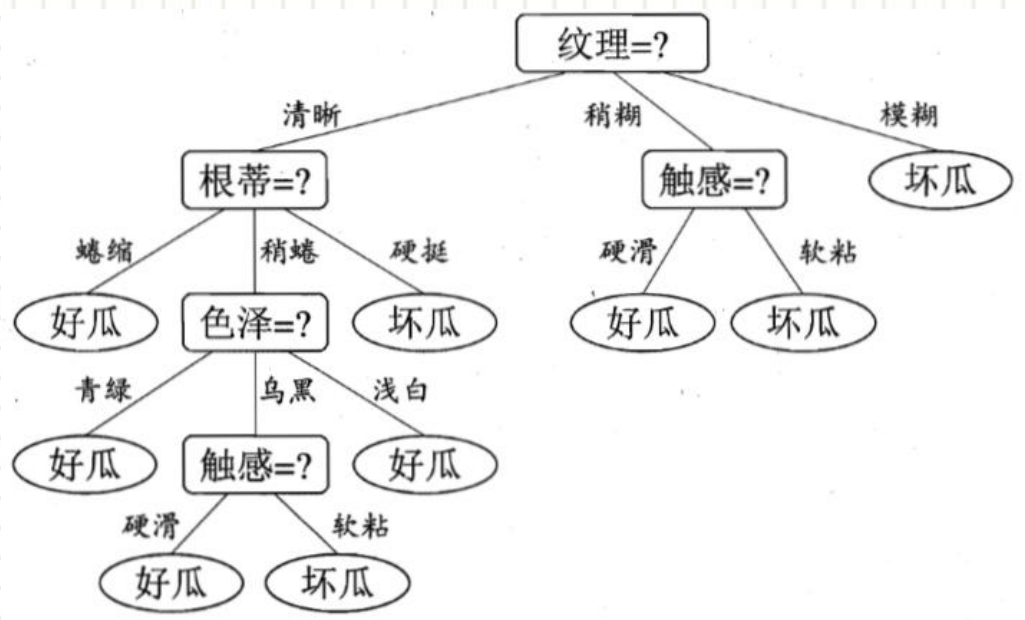 纹理=?
清晰 稍糊 模糊
根蒂=? 触感=? 坏瓜
蜷缩 稍蜷 硬挺 硬滑 软粘
好瓜 色泽=? 坏瓜 好瓜 坏瓜
青绿 乌黑 浅白
好瓜 触感=? 好瓜
硬滑 软粘
好瓜 坏瓜